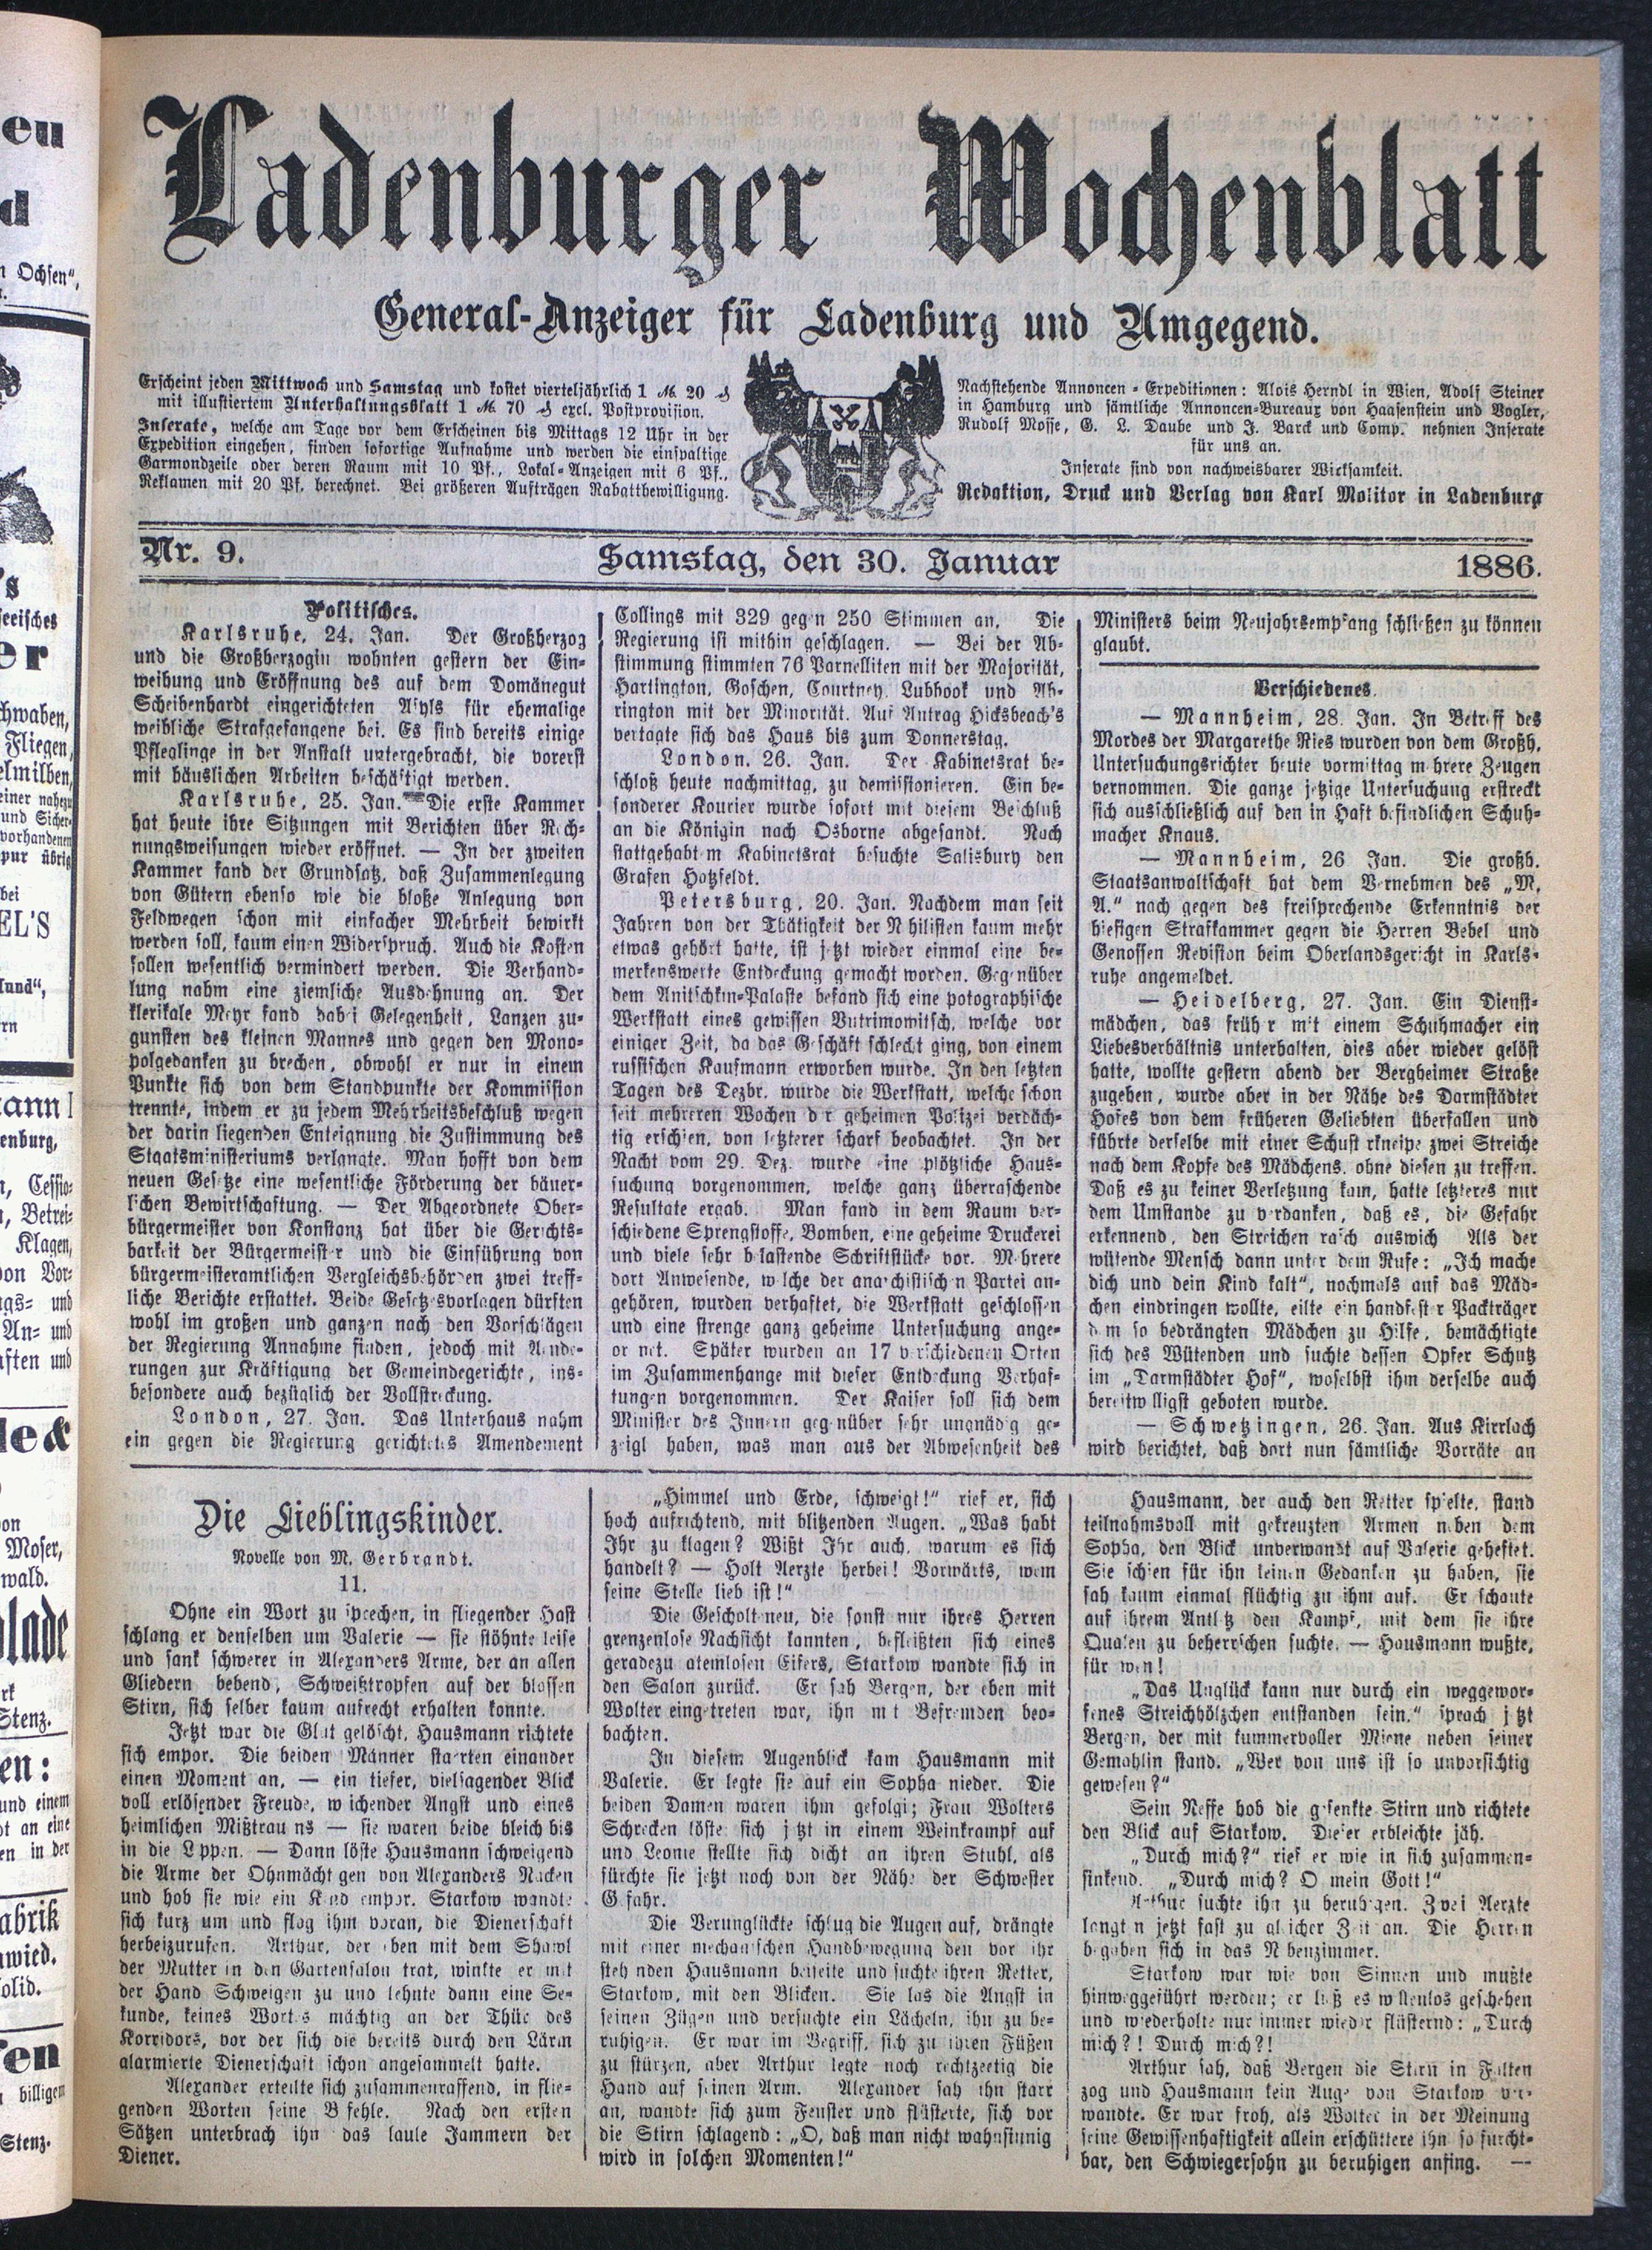 Ladenburger Wochenblatt
General-Anzeiger für Ladenburg und Umgegend.
Erscheint jeden Mittwoch und Samstag und kostet vierteljährlich 1 M. 20 ₰
mit illustriertem Unterhaltungsblatt 1 M. 70 ₰ excl. Postprovision.
Inserate, welche am Tage vor dem Erscheinen bis Mittags 12 Uhr in der
Expedition eingehen, finden sofortige Aufnahme und werden die einspaltige
Garmondzeile oder deren Raum mit 10 Pf., Lokal-Anzeigen mit 6 Pf.,
Reklamen mit 20 Pf. berechnet. Bei größeren Aufträgen Rabattbewilligung.
Nachstehende Annoncen-Expeditionen: Alois Herndl in Wien, Adolf Steiner
in Hamburg und sämtliche Annoncen-Bureaux von Haasenstein und Vogler,
Rudolf Mosse, G. L. Daube und J. Barck und Comp. nehmen Inserate
für uns an.
Inserate sind von nachweisbarer Wirksamkeit.
Redaktion, Druck und Verlag von Karl Molitor in Ladenburg
Nr. 9.
Samstag, den 30. Januar
1886.
Politisches.
Karlsruhe, 24. Jan. Der Großherzog
und die Großherzogin wohnten gestern der Ein-
weihung und Eröffnung des auf dem Domänegut
Scheibenhardt eingerichteten Asyls für ehemalige
weibliche Strafgefangene bei. Es sind bereits einige
Pfleglinge in der Anstalt untergebracht, die vorerst
mit häuslichen Arbeiten beschäftigt werden.
Karlsruhe, 25. Jan. Die erste Kammer
hat heute ihre Sitzungen mit Berichten über Rech-
nungsweisungen wieder eröffnet. — In der zweiten
Kammer fand der Grundsatz, daß Zusammenlegung
von Gütern ebenso wie die bloße Anlegung von
Feldwegen schon mit einfacher Mehrheit bewirkt
werden soll, kaum einen Widerspruch. Auch die Kosten
sollen wesentlich vermindert werden. Die Verhand-
lung nahm eine ziemliche Ausdehnung an. Der
klerikale Meyr fand dabei Gelegenheit, Lanzen zu-
gunsten des kleinen Mannes und gegen den Mono-
polgedanken zu brechen, obwohl er nur in einem
Punkte sich von dem Standpunkte der Kommission
trennte, indem er zu jedem Mehrheitsbeschluß wegen
der darin liegenden Enteignung die Zustimmung des
Staatsministeriums verlangte. Man hofft von dem
neuen Gesetze eine wesentliche Förderung der bäuer-
lichen Bewirtschaftung. — Der Abgeordnete Ober-
bürgermeister von Konstanz hat über die Gerichts-
barkeit der Bürgermeister und die Einführung von
bürgermeisteramtlichen Vergleichsbehörden zwei treff-
liche Berichte erstattet. Beide Gesetzesvorlagen dürften
wohl im großen und ganzen nach den Vorschlägen
der Regierung Annahme finden, jedoch mit Aende-
rungen zur Kräftigung der Gemeindegerichte, ins-
besondere auch bezüglich der Vollstreckung.
London, 27. Jan. Das Unterhaus nahm
ein gegen die Regierung gerichtetes Amendement
Collings mit 329 gegen 250 Stimmen an. Die
Regierung ist mithin geschlagen. — Bei der Ab-
stimmung stimmten 76 Parnelliten mit der Majorität,
Hartington, Goschen, Courtney, Lubbook und Ah-
rington mit der Minorität. Auf Antrag Hicksbeach's
vertagte sich das Haus bis zum Donnerstag.
London, 26. Jan. Der Kabinetsrat be-
schloß heute nachmittag, zu demissionieren. Ein be-
sonderer Kourier wurde sofort mit diesem Beschluß
an die Königin nach Osborne abgesandt. Nach
stattgehabtem Kabinetsrat besuchte Salisbury den
Grafen Hatzfeldt.
Petersburg, 20. Jan. Nachdem man seit
Jahren von der Thätigkeit der Nihilisten kaum mehr
etwas gehört hatte, ist jetzt wieder einmal eine be-
merkenswerte Entdeckung gemacht worden. Gegenüber
dem Anitschkin-Palaste befand sich eine potographische
Werkstatt eines gewissen Vutrimowitsch, welche vor
einiger Zeit, da das Geschäft schlecht ging, von einem
russischen Kaufmann erworben wurde. In den letzten
Tagen des Dezbr. wurde die Werkstatt, welche schon
seit mehreren Wochen der geheimen Polizei verdäch-
tig erschien, von letzterer scharf beobachtet. In der
Nacht vom 29. Dez. wurde eine plötzliche Haus-
suchung vorgenommen, welche ganz überraschende
Resultate ergab. Man fand in dem Raum ver-
schiedene Sprengstoffe, Bomben, eine geheime Druckerei
und viele sehr belastende Schriftstücke vor. Mehrere
dort Anwesende, welche der anarchistischen Partei an-
gehören, wurden verhaftet, die Werkstatt geschlossen
und eine strenge ganz geheime Untersuchung ange-
ordnet. Später wurden an 17 verschiedenen Orten
im Zusammenhange mit dieser Entdeckung Verhaf-
tungen vorgenommen. Der Kaiser soll sich dem
Minister des Innern gegenüber sehr ungnädig ge-
zeigt haben, was man aus der Abwesenheit des
Ministers beim Neujahrsempfang schließen zu können
glaubt.
Verschiedenes.
— Mannheim, 28. Jan. In Betreff des
Mordes der Margarethe Ries wurden von dem Großh.
Untersuchungsrichter heute vormittag mehrere Zeugen
vernommen. Die ganze jetzige Untersuchung erstreckt
sich ausschließlich auf den in Haft befindlichen Schuh-
macher Knaus.
— Mannheim, 26 Jan. Die großh.
Staatsanwaltschaft hat dem Vernehmen des „M.
A.“ nach gegen des freisprechende Erkenntnis der
hiesigen Strafkammer gegen die Herren Bebel und
Genossen Revision beim Oberlandsgericht in Karls-
ruhe angemeldet.
— Heidelberg, 27. Jan. Ein Dienst-
mädchen, das früher mit einem Schuhmacher ein
Liebesverhältnis unterhalten, dies aber wieder gelöst
hatte, wollte gestern abend der Bergheimer Straße
zugehen, wurde aber in der Nähe des Darmstädter
Hofes von dem früheren Geliebten überfallen und
führte derselbe mit einer Schusterkneipe zwei Streiche
nach dem Kopfe des Mädchens, ohne diesen zu treffen.
Daß es zu keiner Verletzung kam, hatte letzteres nur
dem Umstande zu verdanken, daß es, die Gefahr
erkennend, den Streichen rasch auswich Als der
wütende Mensch dann unter dem Rufe: „Ich mache
dich und dein Kind kalt“, nochmals auf das Mäd-
chen eindringen wollte, eilte ein handfester Packträger
dem so bedrängten Mädchen zu Hilfe, bemächtigte
sich des Wütenden und suchte dessen Opfer Schutz
im „Darmstädter Hof“, woselbst ihm derselbe auch
bereitwilligst geboten wurde.
— Schwetzingen, 26. Jan. Aus Kirrlach
wird berichtet, daß dort nun sämtliche Vorräte an
Die Lieblingskinder.
Novelle von M. Gerbrandt.
11.
Ohne ein Wort zu sprechen, in fliegender Hast
schlang er denselben um Valerie — sie stöhnte leise
und sank schwerer in Alexanders Arme, der an allen
Gliedern bebend, Schweißtropfen auf der blossen
Stirn, sich selber kaum aufrecht erhalten konnte.
Jetzt war die Glut gelöscht, Hausmann richtete
sich empor. Die beiden Männer starrten einander
einen Moment an, — ein tiefer, vielsagender Blick
voll erlösender Freude, weichender Angst und eines
heimlichen Mißtrauens — sie waren beide bleich bis
in die Lippen. — Dann löste Hausmann schweigend
die Arme der Ohnmächtigen von Alexanders Nacken
und hob sie wie ein Kind empor. Starkow wandte
sich kurz um und flog ihm voran, die Dienerschaft
herbeizurufen. Arthur, der eben mit dem Shawl
der Mutter in den Gartensalon trat, winkte er mit
der Hand Schweigen zu und lehnte dann eine Se-
kunde, keines Wortes mächtig an der Thür des
Korridors, vor der sich die bereits durch den Lärm
alarmierte Dienerschaft schon angesammelt hatte.
Alexander erteilte sich zusammenraffend, in flie-
genden Worten seine Befehle. Nach den ersten
Sätzen unterbrach ihn das laute Jammern der
Diener.
„Himmel und Erde, schweigt!“ rief er, sich
hoch aufrichtend, mit blitzenden Augen. „Was habt
Ihr zu klagen? Wißt Ihr auch, warum es sich
handelt? — Holt Aerzte herbei! Vorwärts, wem
seine Stelle lieb ist!“
Die Gescholtenen, die sonst nur ihres Herren
grenzenlose Nachsicht kannten, befleißten sich eines
geradezu atemlosen Eifers, Starkow wandte sich in
den Salon zurück. Er sah Bergen, der eben mit
Wolter eingetreten war, ihn mit Befremden beo-
bachten.
In diesem Augenblick kam Hausmann mit
Valerie. Er legte sie auf ein Sopha nieder. Die
beiden Damen waren ihm gefolgt; Frau Wolters
Schrecken löste sich jetzt in einem Weinkrampf auf
und Leonie stellte sich dicht an ihren Stuhl, als
fürchte sie jetzt noch von der Nähe der Schwester
Gefahr.
Die Verunglückte schlug die Augen auf, drängte
mit einer mechanischen Handbewegung den vor ihr
stehenden Hausmann beiseite und suchte ihren Retter,
Starkow, mit den Blicken. Sie las die Angst in
seinen Zügen und versuchte ein Lächeln, ihn zu be-
ruhigen. Er war im Begriff, sich zu ihren Füßen
zu stürzen, aber Arthur legte noch rechtzeitig die
Hand auf seinen Arm. Alexander sah ihn starr
an, wandte sich zum Fenster und flüsterte, sich vor
die Stirn schlagend: „O, daß man nicht wahnsinnig
wird in solchen Momenten!“
Hausmann, der auch den Retter spielte, stand
teilnahmsvoll mit gekreuzten Armen neben dem
Sopha, den Blick unverwandt auf Valerie geheftet.
Sie schien für ihn keinen Gedanken zu haben, sie
sah kaum einmal flüchtig zu ihm auf. Er schaute
auf ihrem Antlitz den Kampf, mit dem sie ihre
Qualen zu beherrschen suchte. — Hausmann wußte,
für wen!
„Das Unglück kann nur durch ein weggewor-
fenes Streichhölzchen entstanden sein.“ sprach jetzt
Bergen, der mit kummervoller Miene neben seiner
Gemahlin stand. „Wer von uns ist so unvorsichtig
gewesen?“
Sein Neffe hob die gesenkte Stirn und richtete
den Blick auf Starkow. Dieser erbleichte jäh.
„Durch mich?“ rief er wie in sich zusammen-
sinkend. „Durch mich? O mein Gott!“
Arthur suchte ihn zu beruhigen. Zwei Aerzte
langten jetzt fast zu gleicher Zeit an. Die Herren
begaben sich in das Nebenzimmer.
Starkow war wie von Sinnen und mußte
hinweggeführt werden; er ließ es willenlos geschehen
und wiederholte nur immer wieder flüsternd: „Durch
mich?! Durch mich?!
Arthur sah, daß Bergen die Stirn in Falten
zog und Hausmann kein Auge von Starkow ver-
wandte. Er war froh, als Wolter in der Meinung
seine Gewissenhaftigkeit allein erschüttere ihn so furcht-
bar, den Schwiegersohn zu beruhigen anfing. —